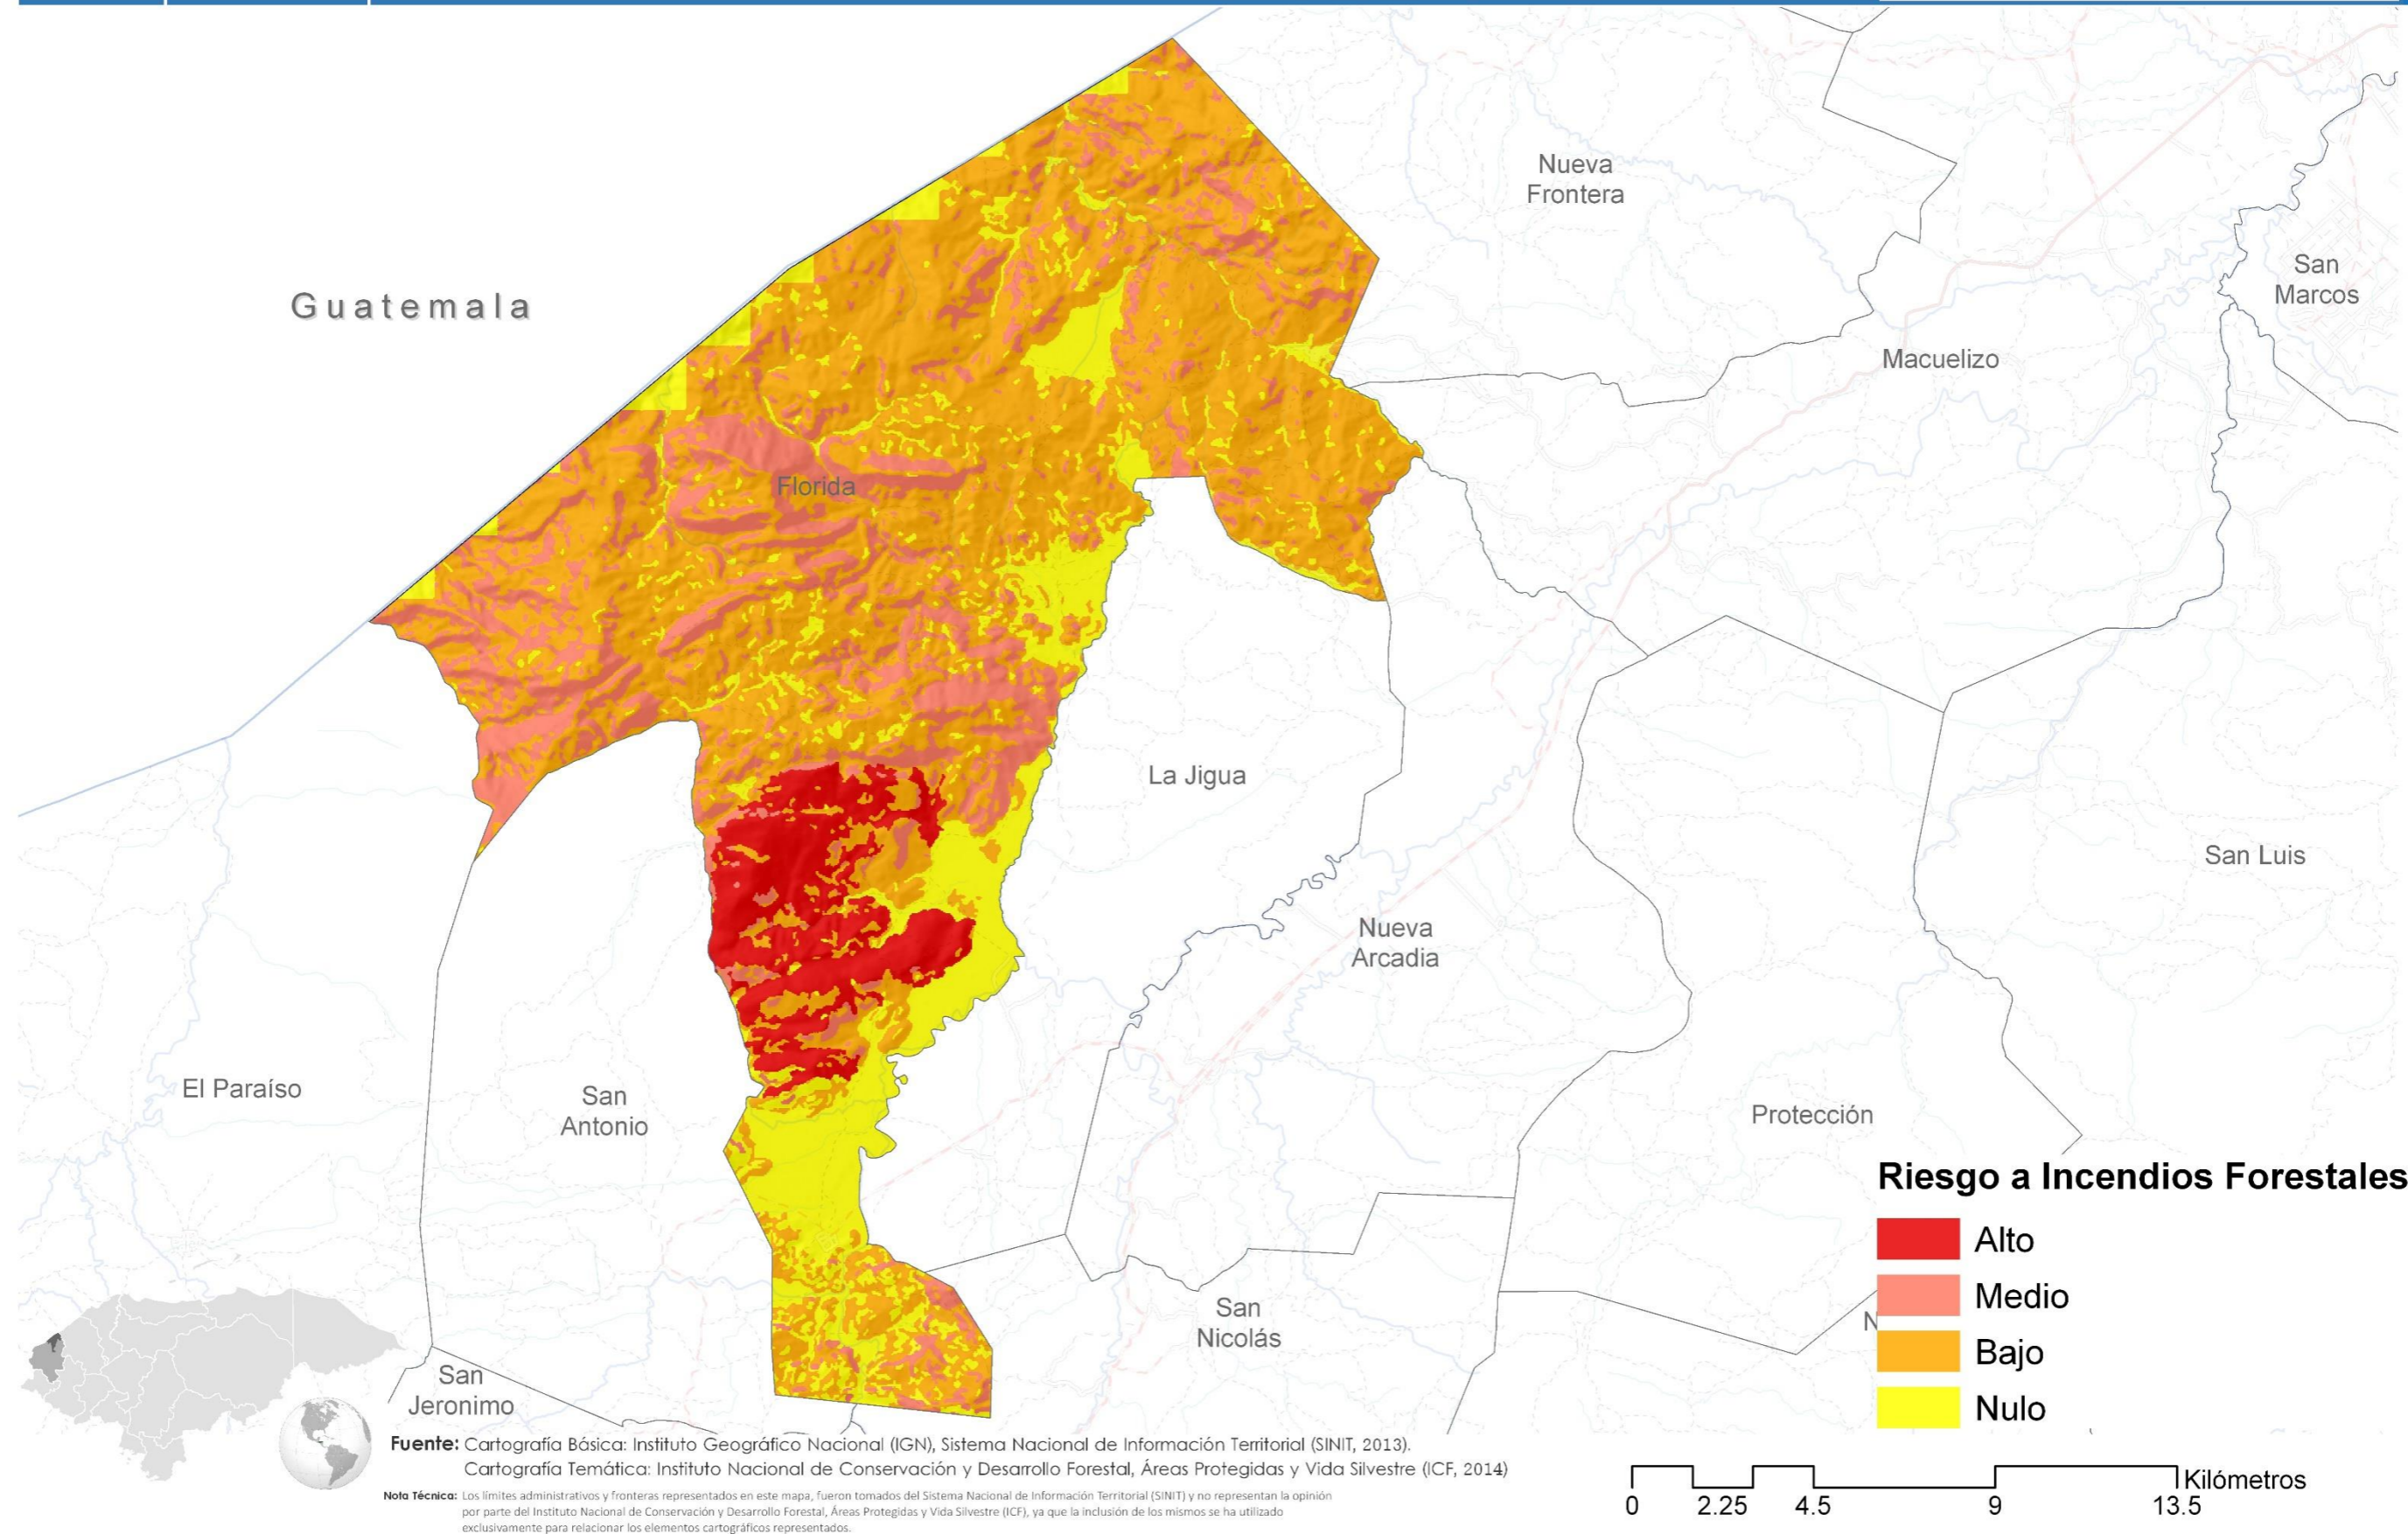 Nueva
Frontera
San
Marcos
Guatemala
Macuelizo
Florida
La Jigua
San Luis
Nueva
Arcadia
El Paraíso
San
Antonio
Protección
Riesgo a Incendios Forestales
Alto
Medio
Bajo
Nulo
N
San
Nicolás
San
Jeronimo
Fuente: Cartografía Básica: Instituto Geográfico Nacional (IGN), Sistema Nacional de Información Territorial (SINIT, 2013).
Cartografía Temática: Instituto Nacional de Conservación y Desarrollo Forestal, Áreas Protegidas y Vida Silvestre (ICF, 2014)
Nota Técnica: Los límites administrativos y fronteras representados en este mapa, fueron tomados del Sistema Nacional de Información Territorial (SINIT) y no representan la opinión
por parte del Instituto Nacional de Conservación y Desarrollo Forestal, Áreas Protegidas y Vida Silvestre (ICF), ya que la inclusión de los mismos se ha utilizado
exclusivamente para relacionar los elementos cartográficos representados.
Kilómetros
0 2.25 4.5 9 13.5